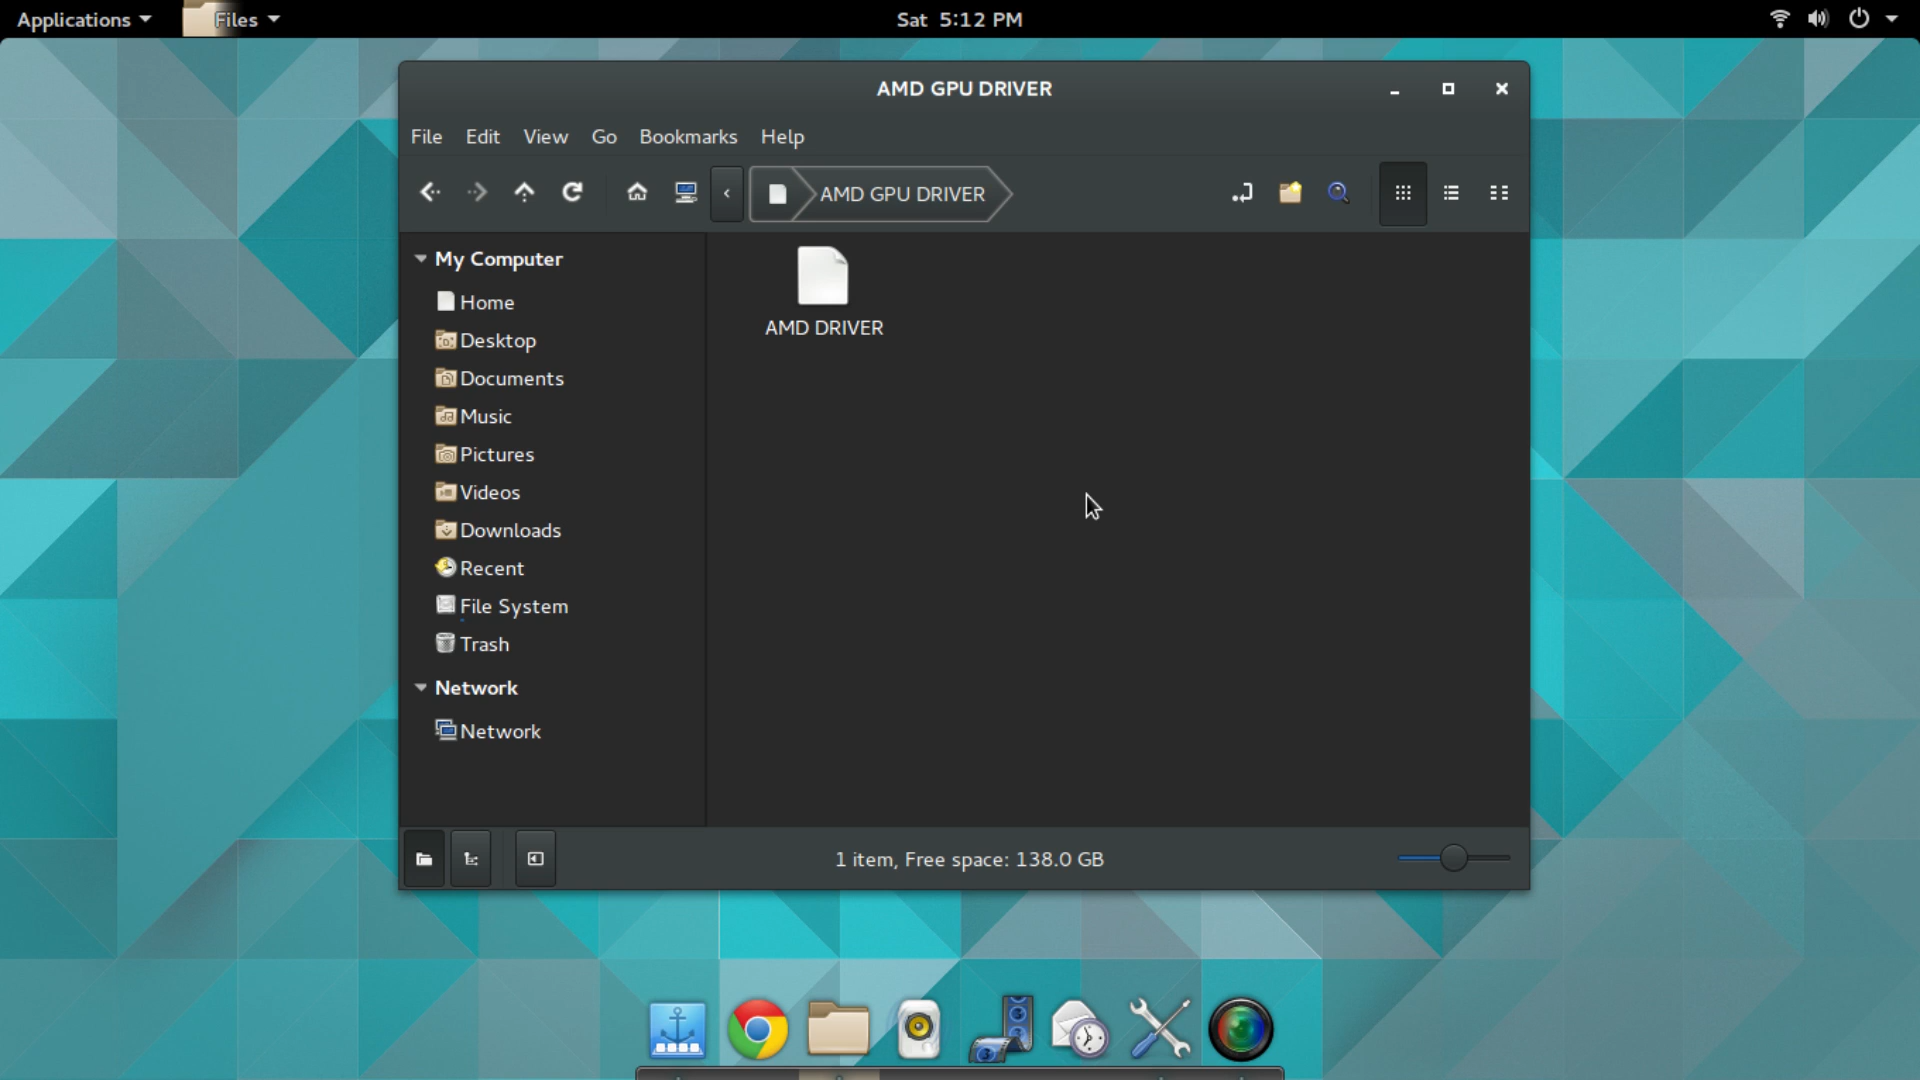 Applications Files Sat 5:12 PM
AMD GPU DRIVER
File Edit View Go Bookmarks Help
AMD GPU DRIVER
My Computer
Home
Desktop
Documents
Music
Pictures
Videos
Downloads
Recent
File System
Trash
Network
Network
AMD DRIVER
1 item, Free space: 138.0 GB